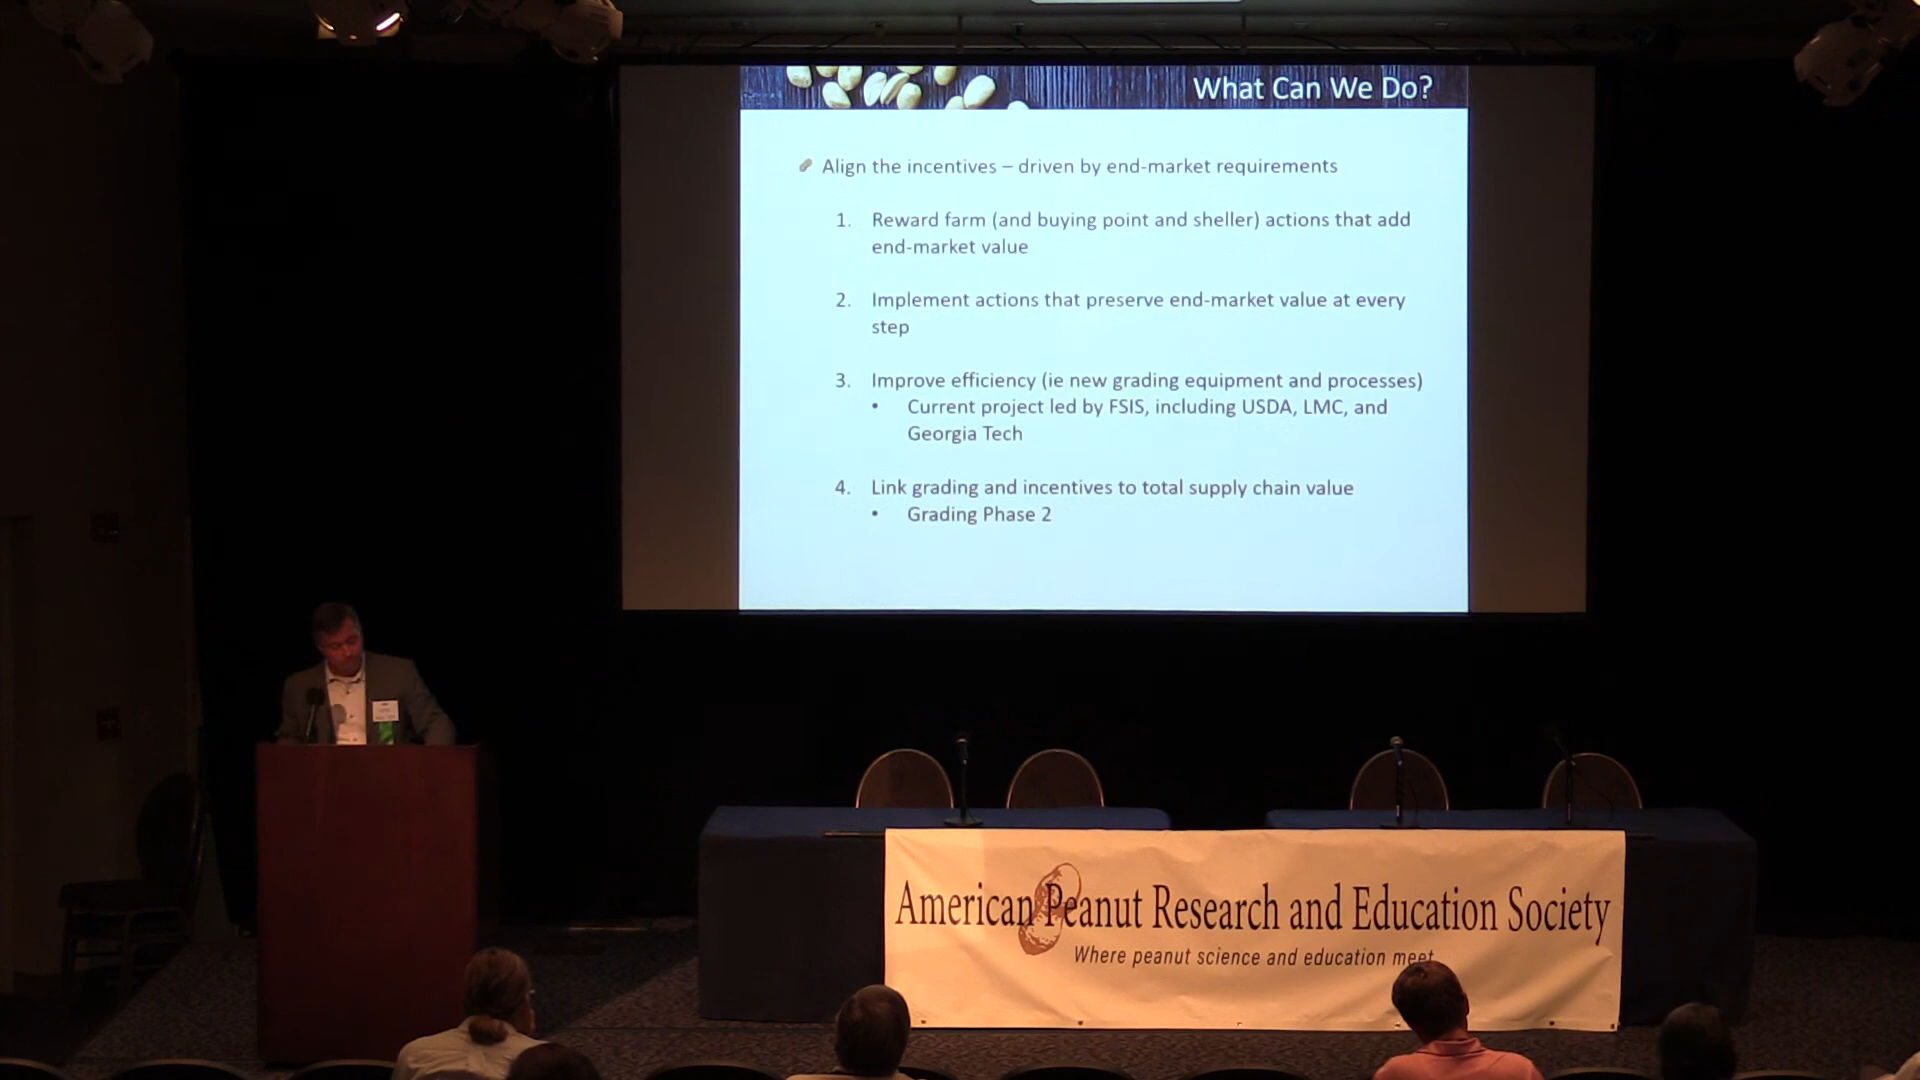 What Can We Do?
Align the incentives – driven by end-market requirements
1. Reward farm (and buying point and sheller) actions that add
end-market value
2. Implement actions that preserve end-market value at every
step
3. Improve efficiency (ie new grading equipment and processes)
• Current project led by FSIS, including USDA, LMC, and
Georgia Tech
4. Link grading and incentives to total supply chain value
• Grading Phase 2
American Peanut Research and Education Society
Where peanut science and education meet